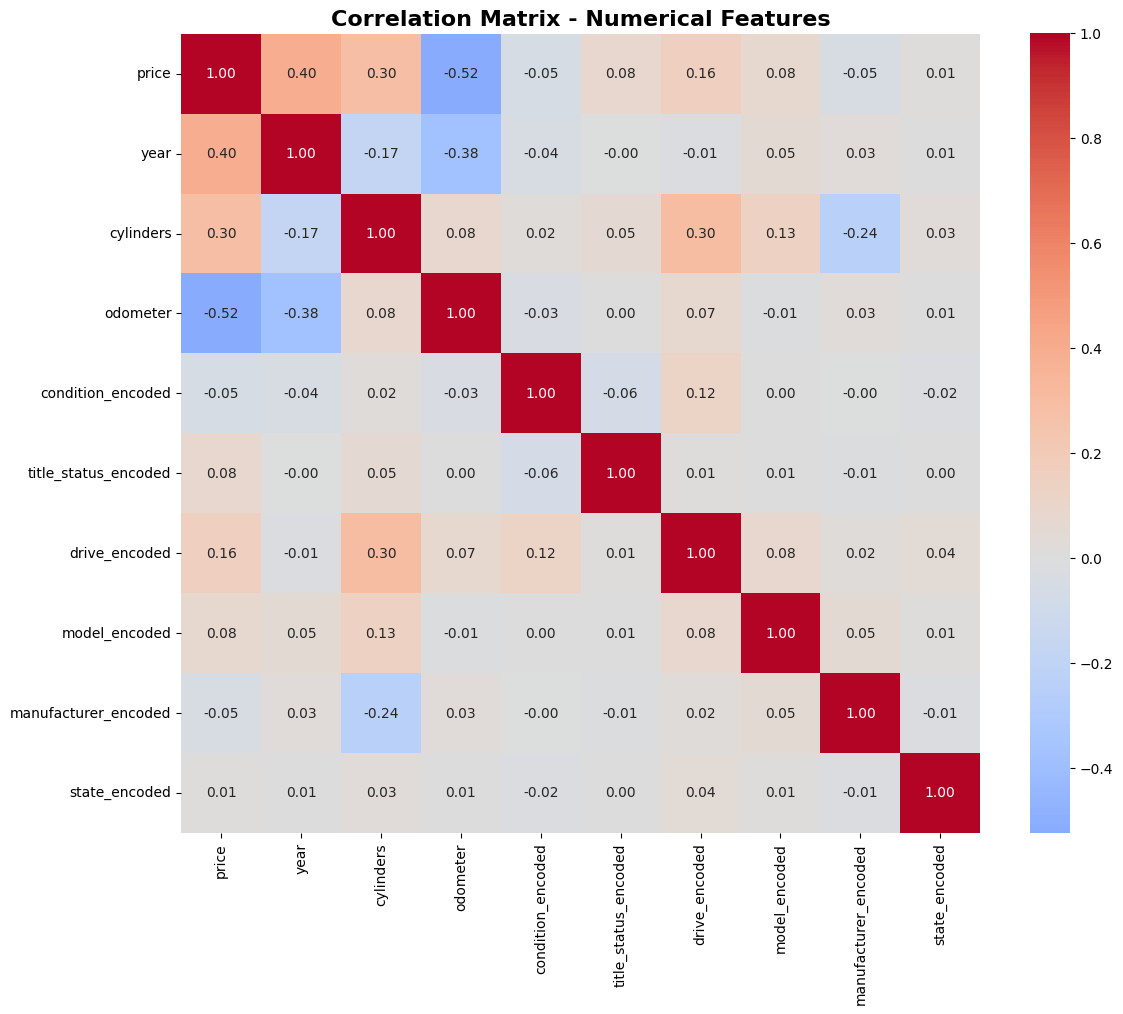 Correlation Matrix - Numerical Features
price 1.00 0.40 0.30 -0.52 -0.05 0.08 0.16 0.08 -0.05 0.01
year 0.40 1.00 -0.17 -0.38 -0.04 -0.00 -0.01 0.05 0.03 0.01
cylinders 0.30 -0.17 1.00 0.08 0.02 0.05 0.30 0.13 -0.24 0.03
odometer -0.52 -0.38 0.08 1.00 -0.03 0.00 0.07 -0.01 0.03 0.01
condition_encoded -0.05 -0.04 0.02 -0.03 1.00 -0.06 0.12 0.00 -0.00 -0.02
title_status_encoded 0.08 -0.00 0.05 0.00 -0.06 1.00 0.01 0.01 -0.01 0.00
drive_encoded 0.16 -0.01 0.30 0.07 0.12 0.01 1.00 0.08 0.02 0.04
model_encoded 0.08 0.05 0.13 -0.01 0.00 0.01 0.08 1.00 0.05 0.01
manufacturer_encoded -0.05 0.03 -0.24 0.03 -0.00 -0.01 0.02 0.05 1.00 -0.01
state_encoded 0.01 0.01 0.03 0.01 -0.02 0.00 0.04 0.01 -0.01 1.00
price
year
cylinders
odometer
condition_encoded
title_status_encoded
drive_encoded
model_encoded
manufacturer_encoded
state_encoded
1.0
0.8
0.6
0.4
0.2
0.0
−0.2
−0.4